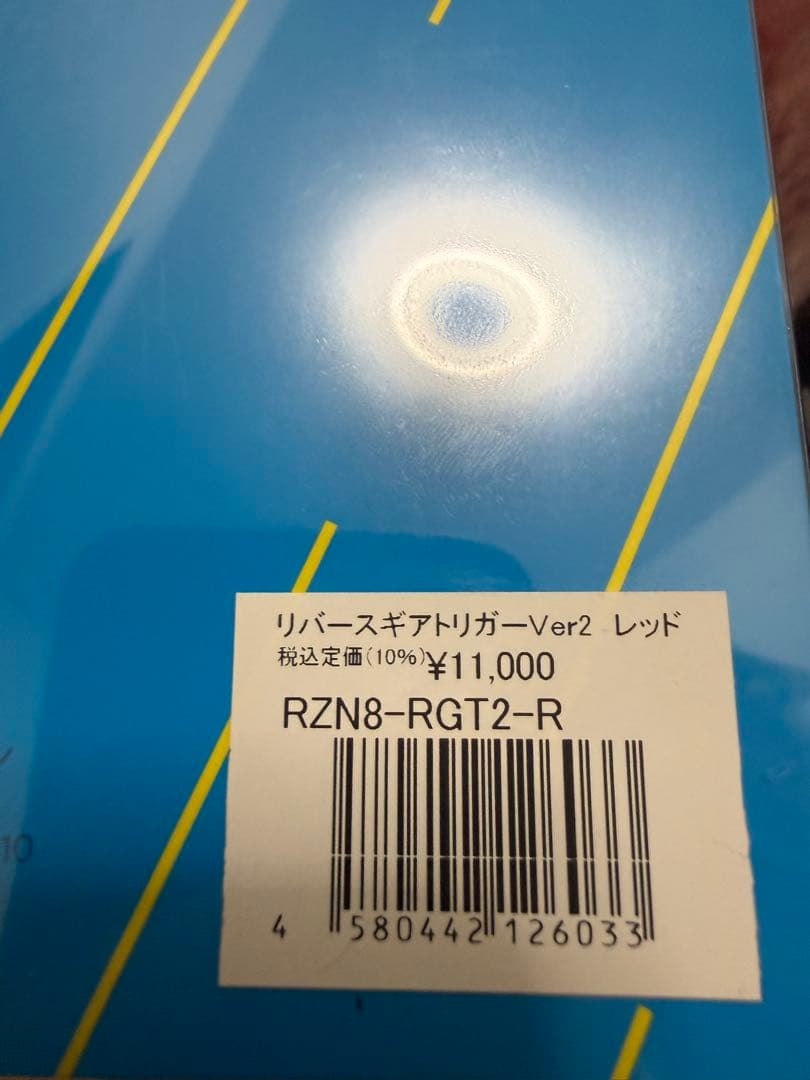 リバースギアトリガーVer2 レッド
税込定価(10%)¥11,000
RZN8-RGT2-R
4 580442 126033
10